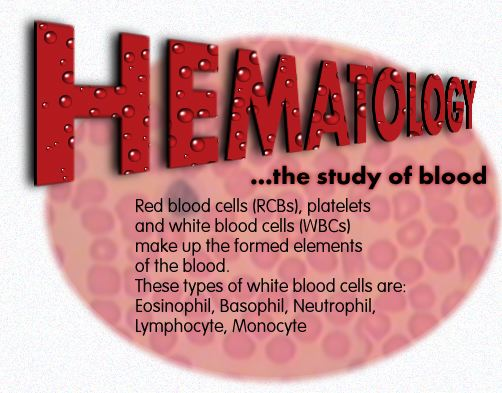 HEMATOLOGY
...the study of blood
Red blood cells (RCBs), platelets
and white blood cells (WBCs)
make up the formed elements
of the blood.
These types of white blood cells are:
Eosinophil, Basophil, Neutrophil,
Lymphocyte, Monocyte